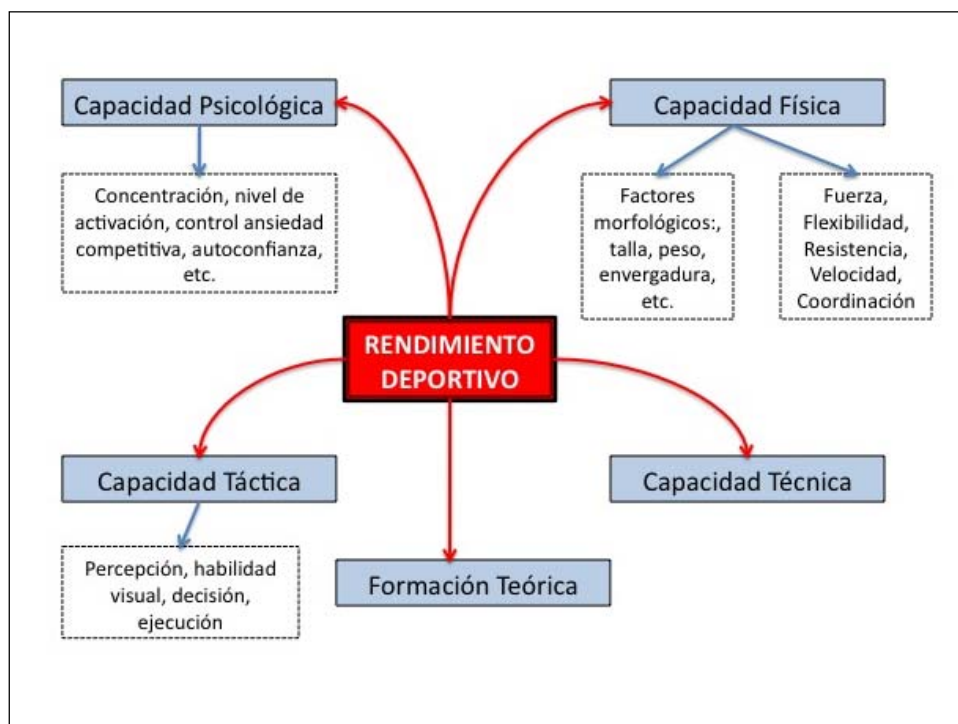 Capacidad Psicológica
Capacidad Física
Concentración, nivel de
activación, control ansiedad
competitiva, autoconfianza,
etc.
Factores
morfológicos:,
talla, peso,
envergadura,
etc.
Fuerza,
Flexibilidad,
Resistencia,
Velocidad,
Coordinación
RENDIMIENTO
DEPORTIVO
Capacidad Táctica
Capacidad Técnica
Percepción, habilidad
visual, decisión,
ejecución
Formación Teórica